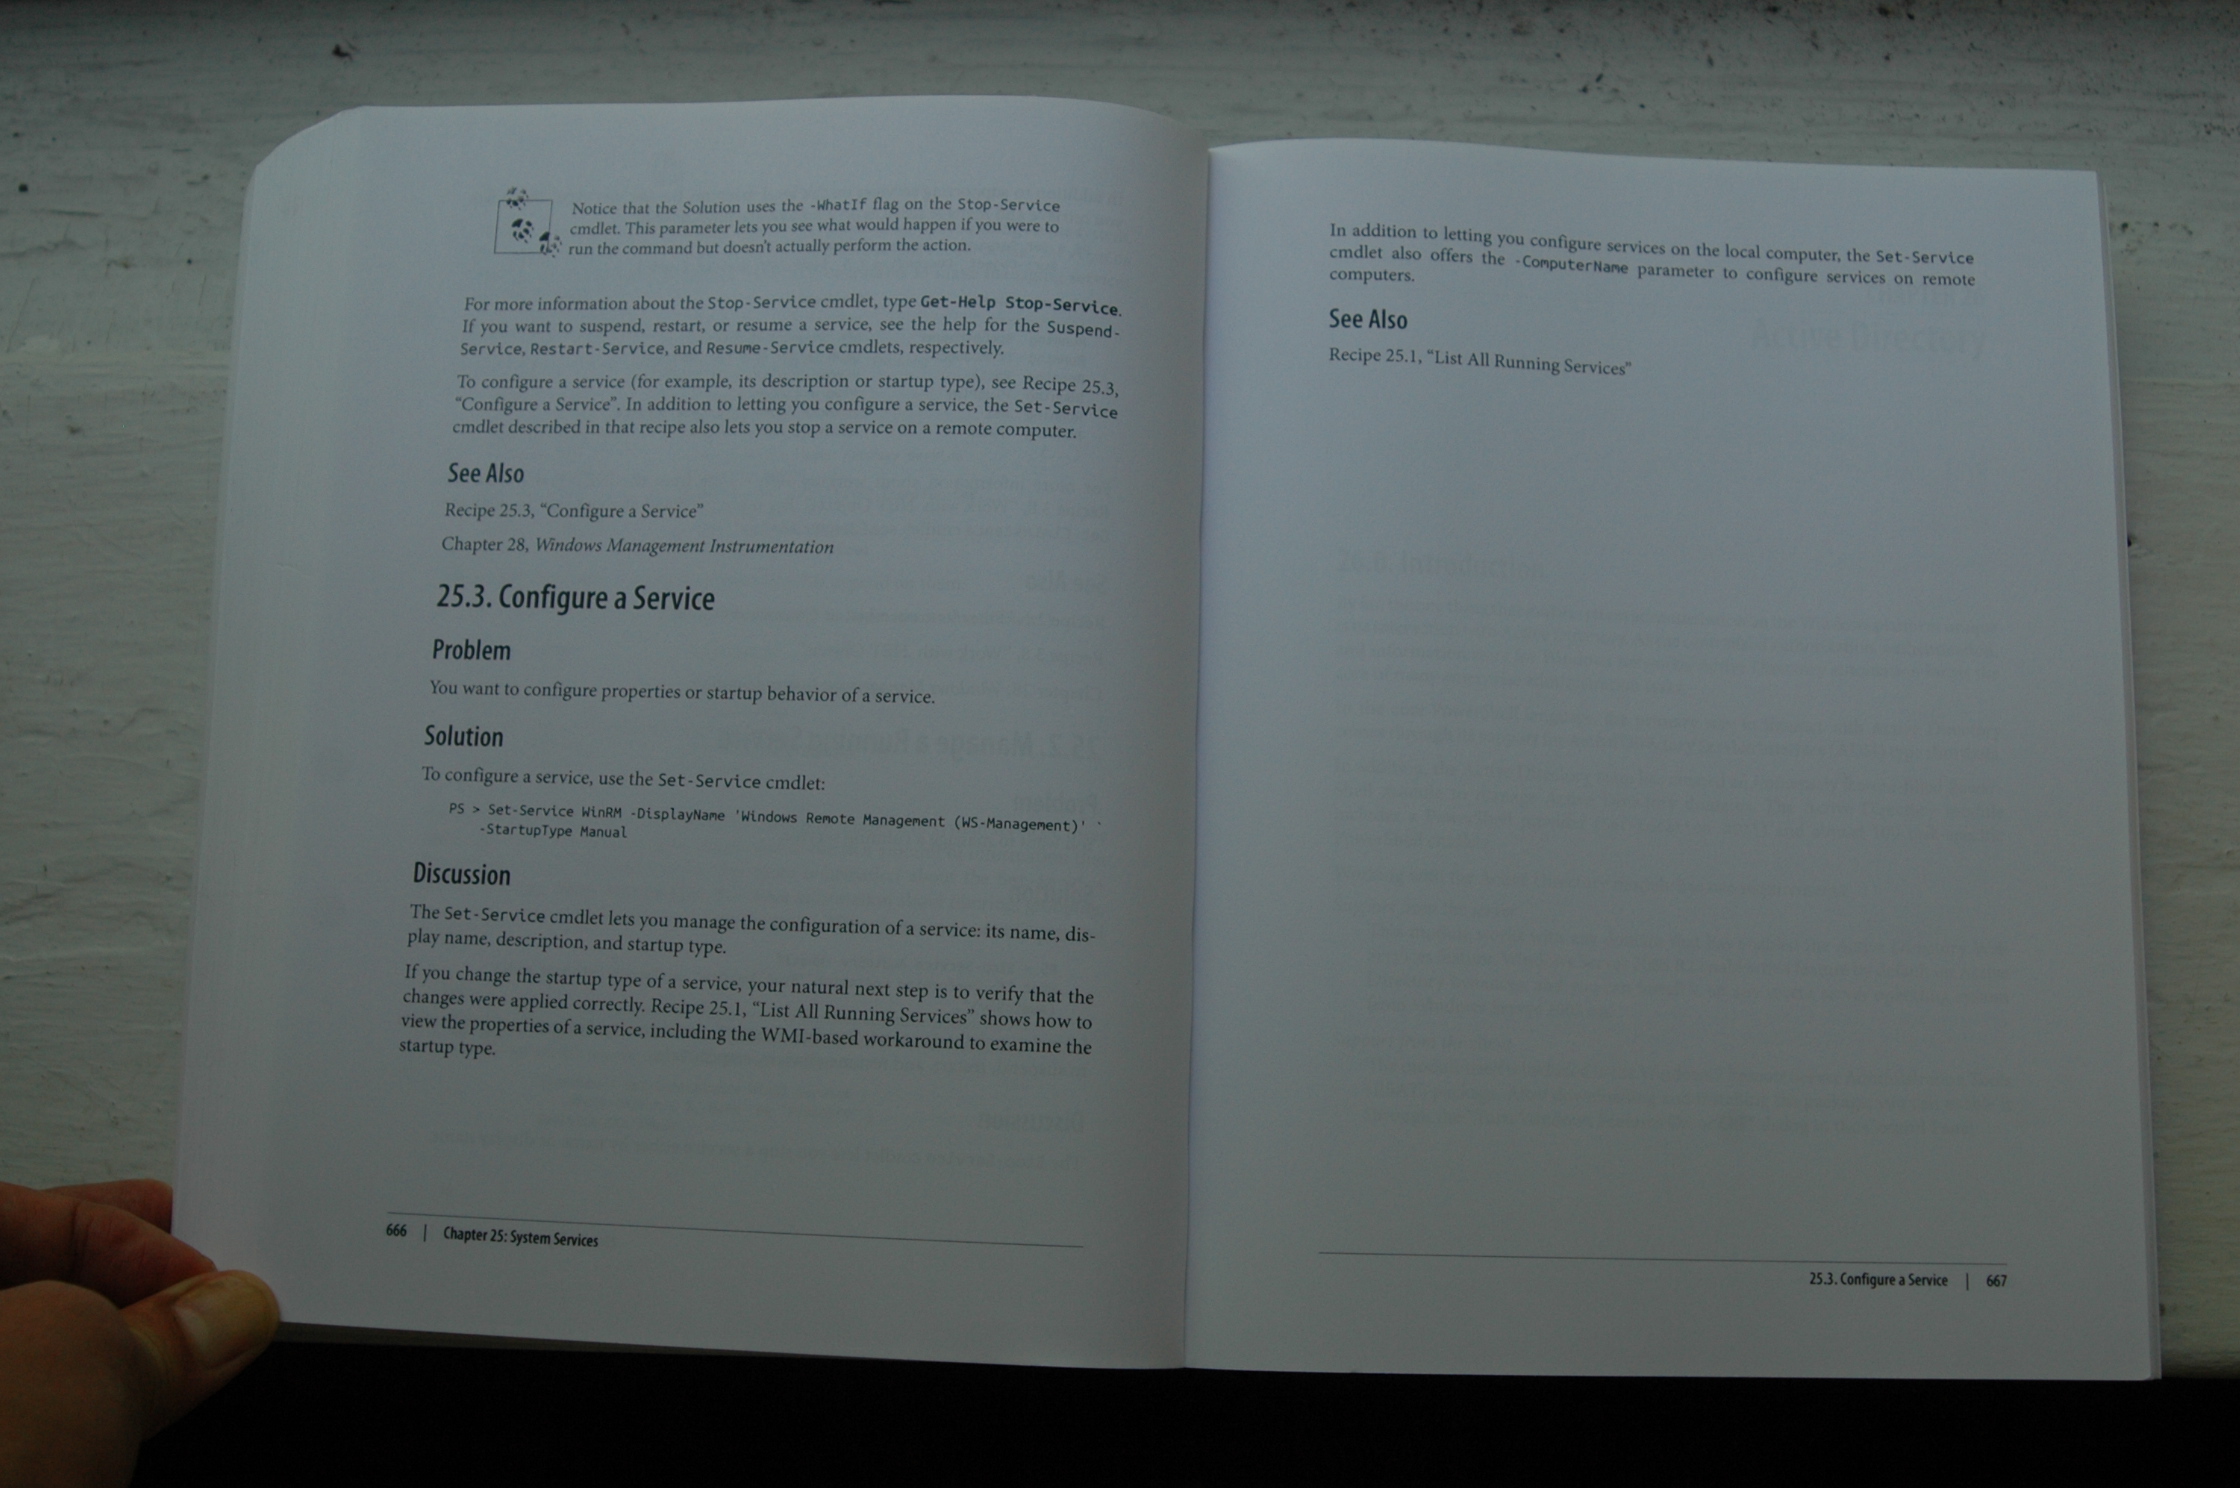 Notice that the Solution uses the -WhatIf flag on the Stop-Service
cmdlet. This parameter lets you see what would happen if you were to
run the command but doesn't actually perform the action.
For more information about the Stop-Service cmdlet, type Get-Help Stop-Service.
If you want to suspend, restart, or resume a service, see the help for the Suspend-
Service, Restart-Service, and Resume-Service cmdlets, respectively.
To configure a service (for example, its description or startup type), see Recipe 25.3,
“Configure a Service”. In addition to letting you configure a service, the Set-Service
cmdlet described in that recipe also lets you stop a service on a remote computer.
See Also
Recipe 25.3, “Configure a Service”
Chapter 28, Windows Management Instrumentation
25.3. Configure a Service
Problem
You want to configure properties or startup behavior of a service.
Solution
To configure a service, use the Set-Service cmdlet:
PS > Set-Service WinRM -DisplayName 'Windows Remote Management (WS-Management)' `
-StartupType Manual
Discussion
The Set-Service cmdlet lets you manage the configuration of a service: its name, dis-
play name, description, and startup type.
If you change the startup type of a service, your natural next step is to verify that the
changes were applied correctly. Recipe 25.1, “List All Running Services” shows how to
view the properties of a service, including the WMI-based workaround to examine the
startup type.
666 | Chapter 25: System Services
In addition to letting you configure services on the local computer, the Set-Service
cmdlet also offers the -ComputerName parameter to configure services on remote
computers.
See Also
Recipe 25.1, “List All Running Services”
25.3. Configure a Service | 667